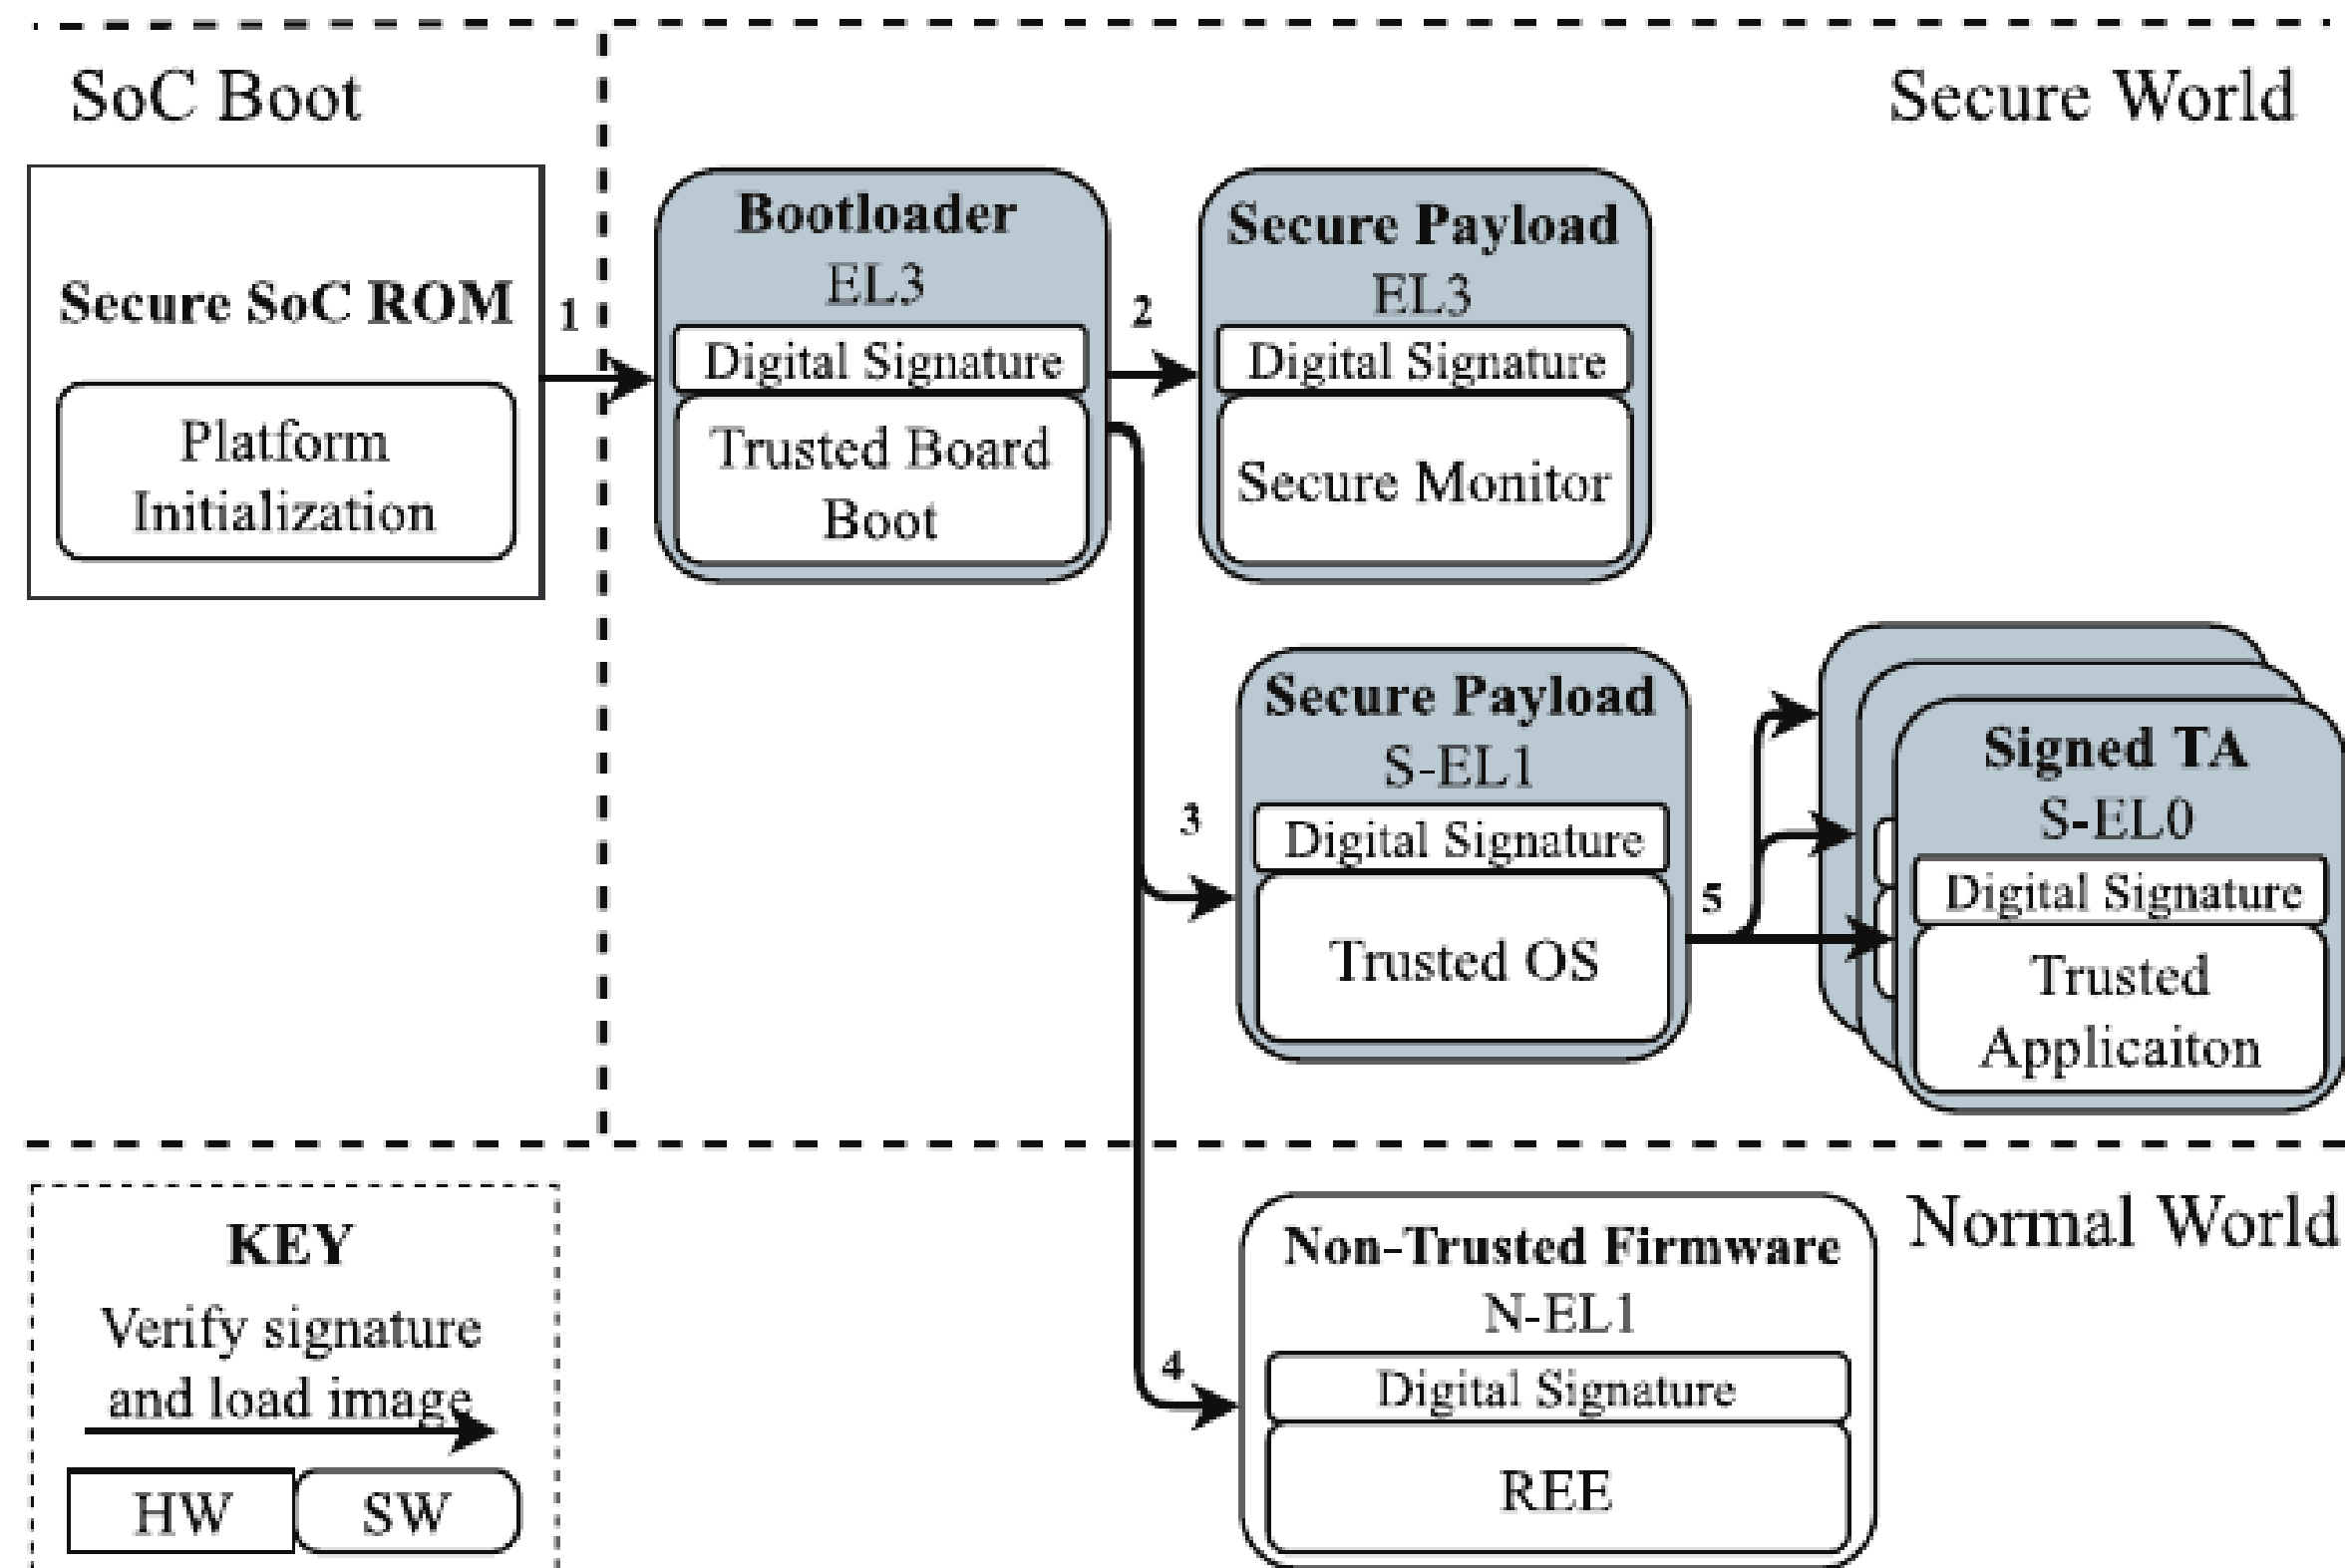 SoC Boot
Secure World
Secure SoC ROM
Platform
Initialization
1
Bootloader
EL3
Digital Signature
Trusted Board
Boot
2
Secure Payload
EL3
Digital Signature
Secure Monitor
3
Secure Payload
S-EL1
Digital Signature
Trusted OS
5
Signed TA
S-EL0
Digital Signature
Trusted
Applicaiton
Normal World
4
Non-Trusted Firmware
N-EL1
Digital Signature
REE
KEY
Verify signature
and load image
HW
SW